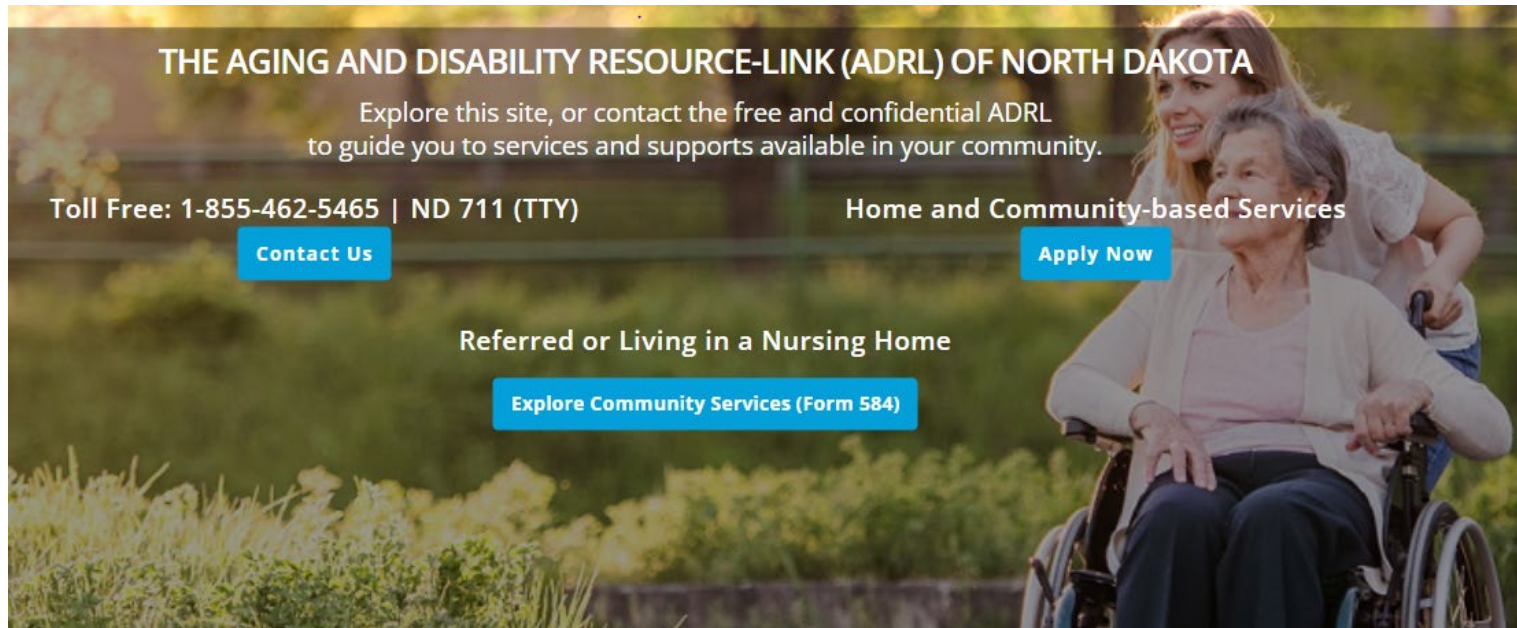 THE AGING AND DISABILITY RESOURCE-LINK (ADRL) OF NORTH DAKOTA
Explore this site, or contact the free and confidential ADRL
to guide you to services and supports available in your community.
Toll Free: 1-855-462-5465 | ND 711 (TTY)
Contact Us
Home and Community-based Services
Apply Now
Referred or Living in a Nursing Home
Explore Community Services (Form 584)